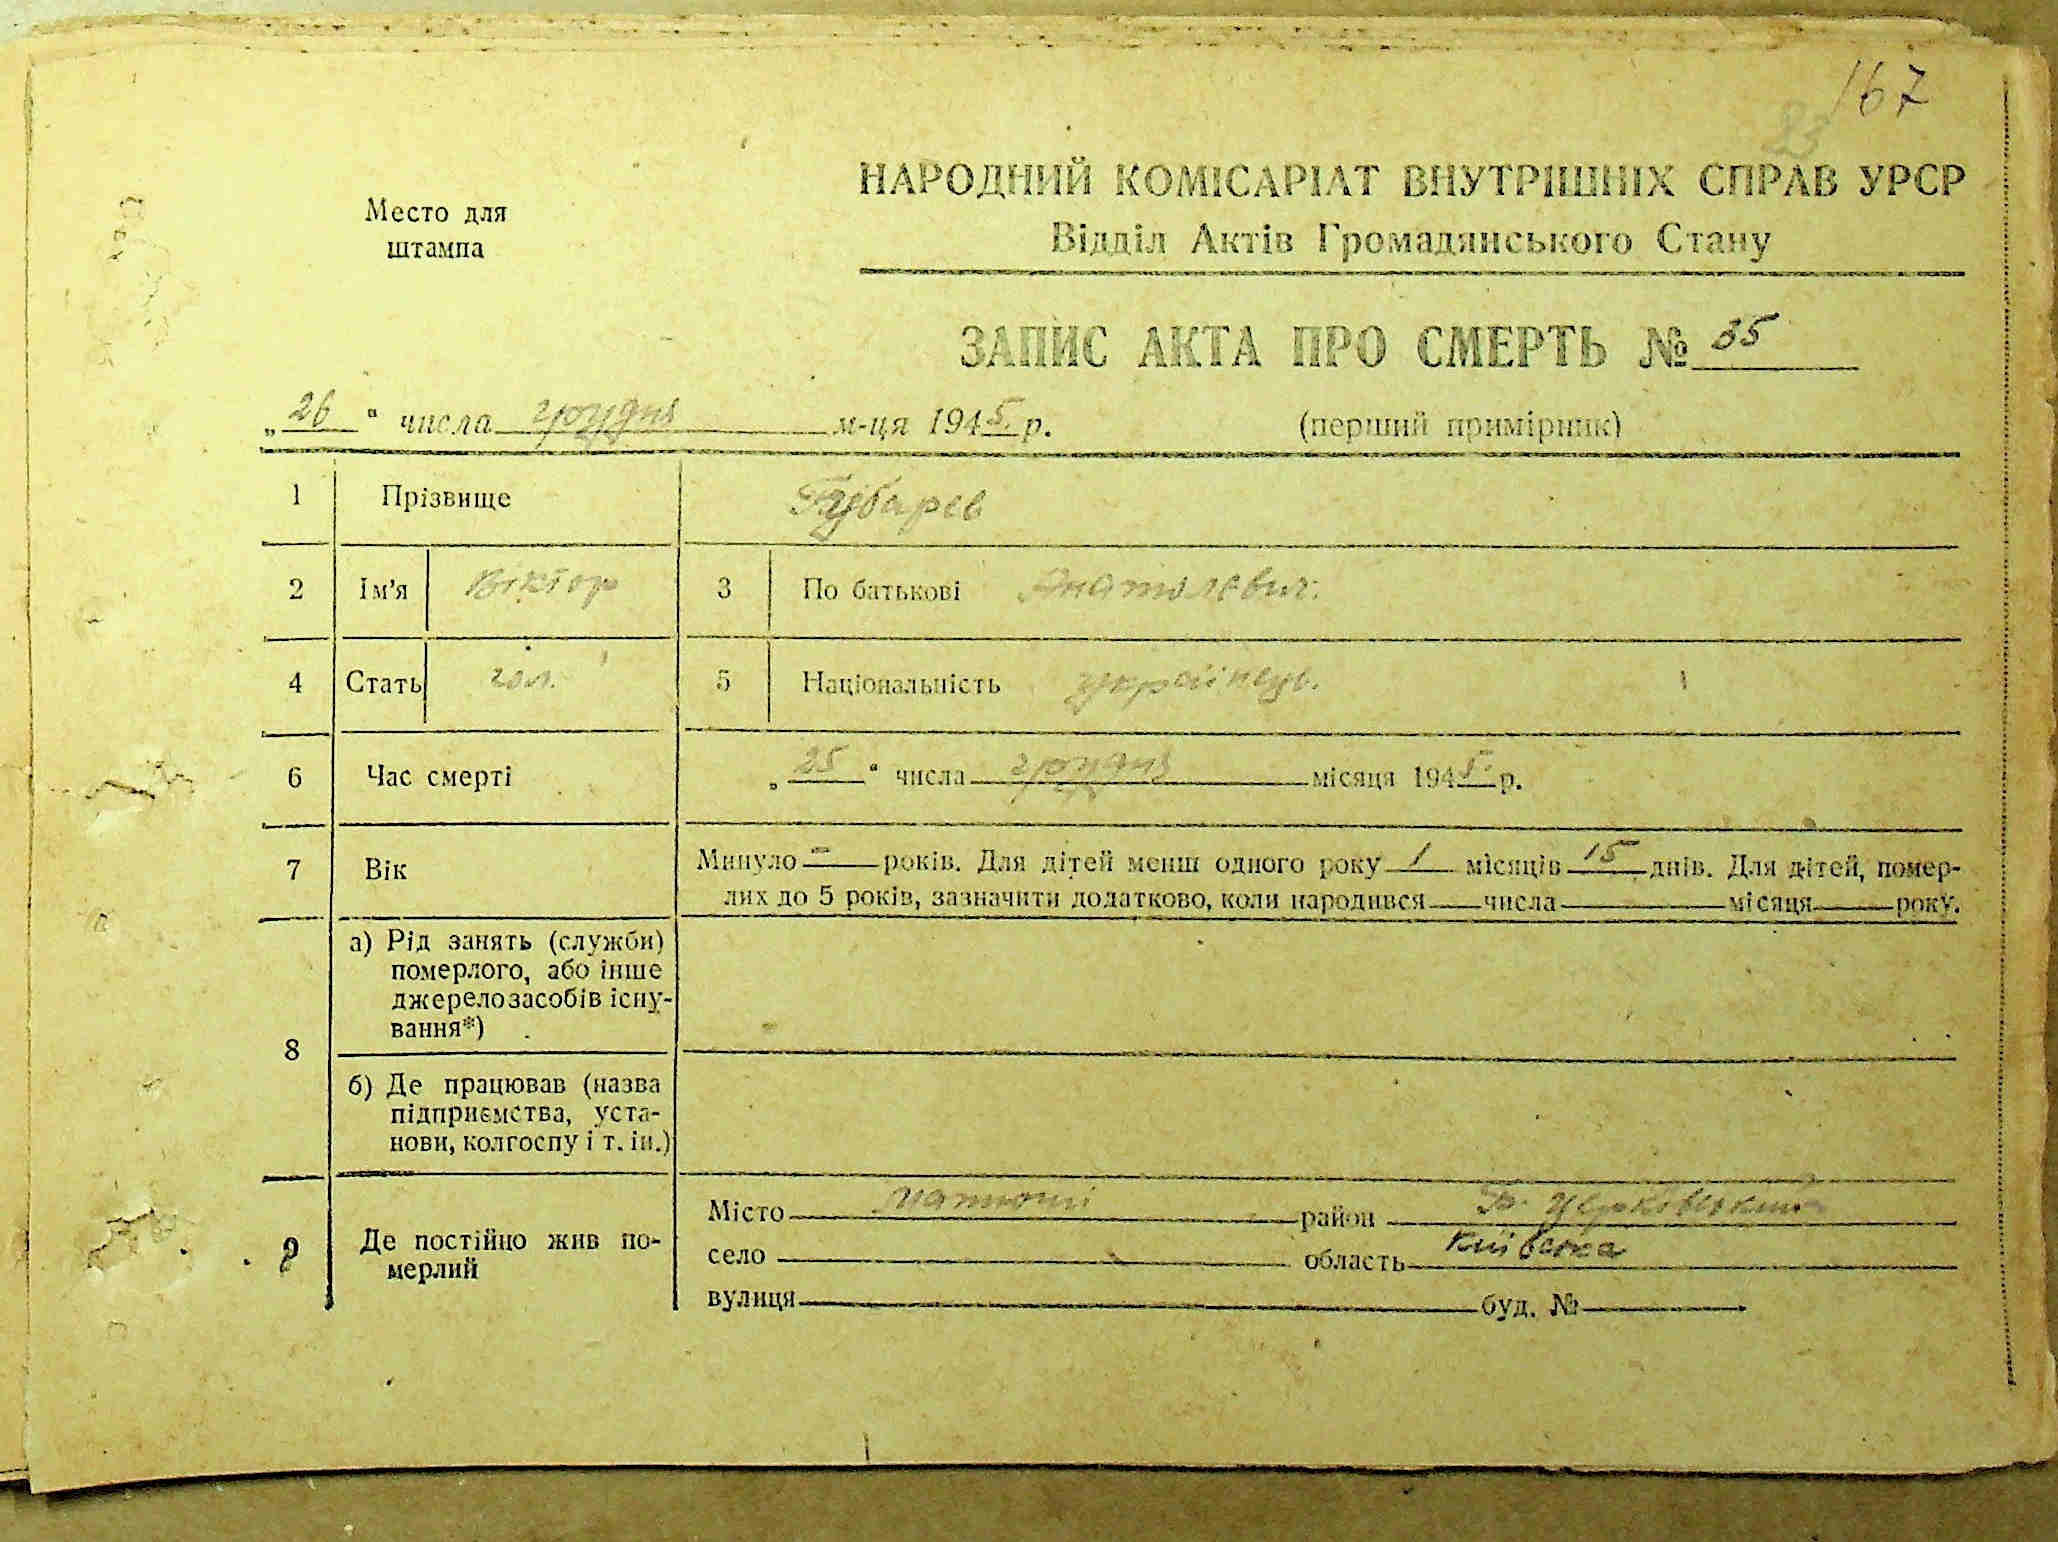 167
НАРОДНИЙ КОМІСАРІАТ ВНУТРІШНІХ СПРАВ УРСР
Место для
штампа
Відділ Актів Громадянського Стану
ЗАПИС АКТА ПРО СМЕРТЬ № 35
„26“ числа грудня м-ця 1945 р. (перший примірник)
1 Прізвище Губарев
2 Ім’я Віктор 3 По батькові Анатолевич.
4 Стать чол. 5 Національність українець.
6 Час смерті „25“ числа грудня місяця 1945 р.
7 Вік Минуло - років. Для дітей менш одного року 1 місяців 15 днів. Для дітей, помер-
лих до 5 років, зазначити додатково, коли народився числа місяця року.
8 а) Рід занять (служби)
померлого, або інше
джерело засобів існу-
вання*)
б) Де працював (назва
підприємства, уста-
нови, колгоспу і т. ін.)
9 Де постійно жив по-
мерлий
Місто Матюші район Б. Церковський
село область Київська
вулиця буд. №